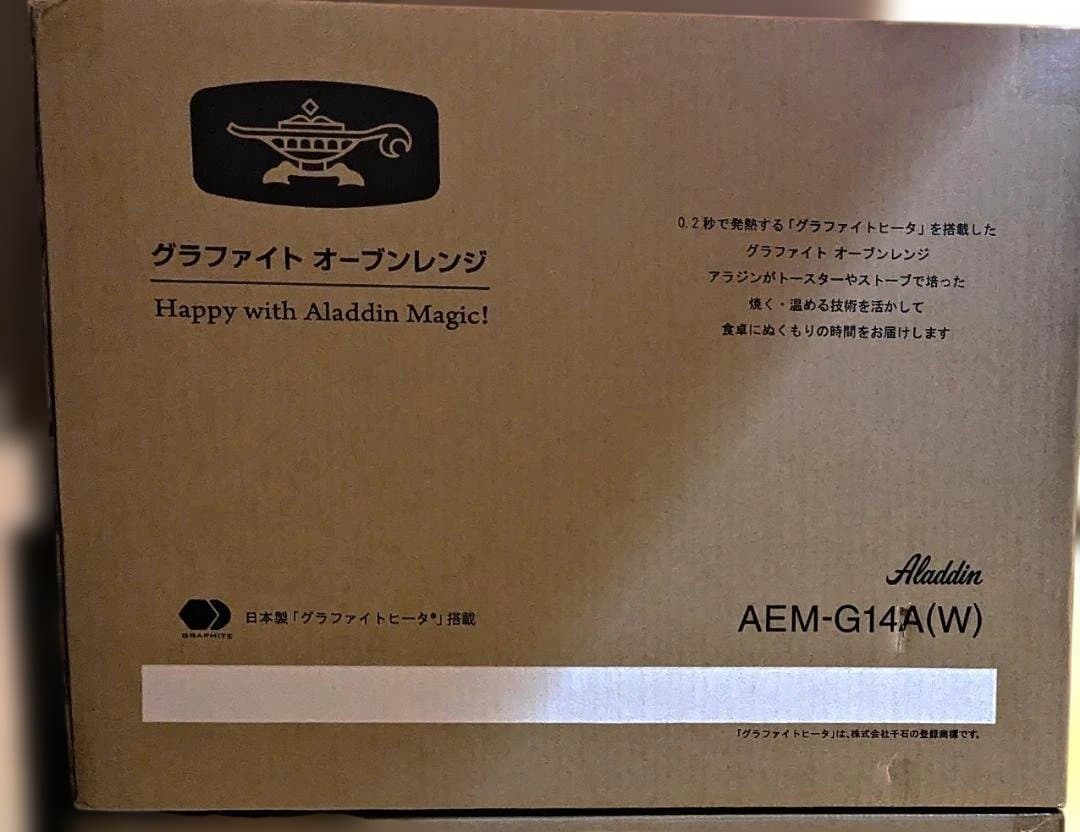 グラファイト オーブンレンジ
Happy with Aladdin Magic!
0.2秒で発熱する「グラファイトヒータ」を搭載した
グラファイト オーブンレンジ
アラジンがトースターやストーブで培った
焼く・温める技術を活かして
食卓にぬくもりの時間をお届けします
GRAPHITE
日本製「グラファイトヒータ®」搭載
Aladdin
AEM-G14A(W)
「グラファイトヒータ」は、株式会社千石の登録商標です。